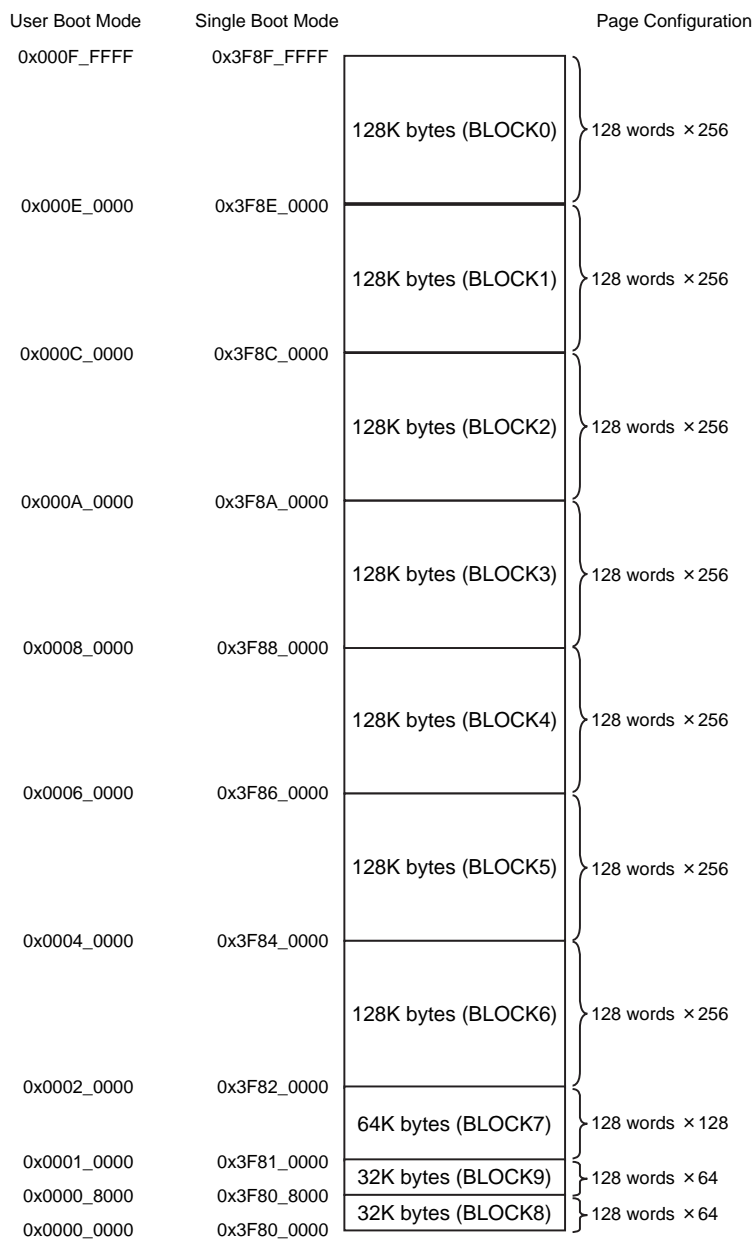 User Boot Mode Single Boot Mode Page Configuration
0x000F_FFFF 0x3F8F_FFFF
128K bytes (BLOCK0) 128 words ×256
0x000E_0000 0x3F8E_0000
128K bytes (BLOCK1) 128 words ×256
0x000C_0000 0x3F8C_0000
128K bytes (BLOCK2) 128 words ×256
0x000A_0000 0x3F8A_0000
128K bytes (BLOCK3) 128 words ×256
0x0008_0000 0x3F88_0000
128K bytes (BLOCK4) 128 words ×256
0x0006_0000 0x3F86_0000
128K bytes (BLOCK5) 128 words ×256
0x0004_0000 0x3F84_0000
128K bytes (BLOCK6) 128 words ×256
0x0002_0000 0x3F82_0000
64K bytes (BLOCK7) 128 words ×128
0x0001_0000 0x3F81_0000
32K bytes (BLOCK9) 128 words ×64
0x0000_8000 0x3F80_8000
32K bytes (BLOCK8) 128 words ×64
0x0000_0000 0x3F80_0000